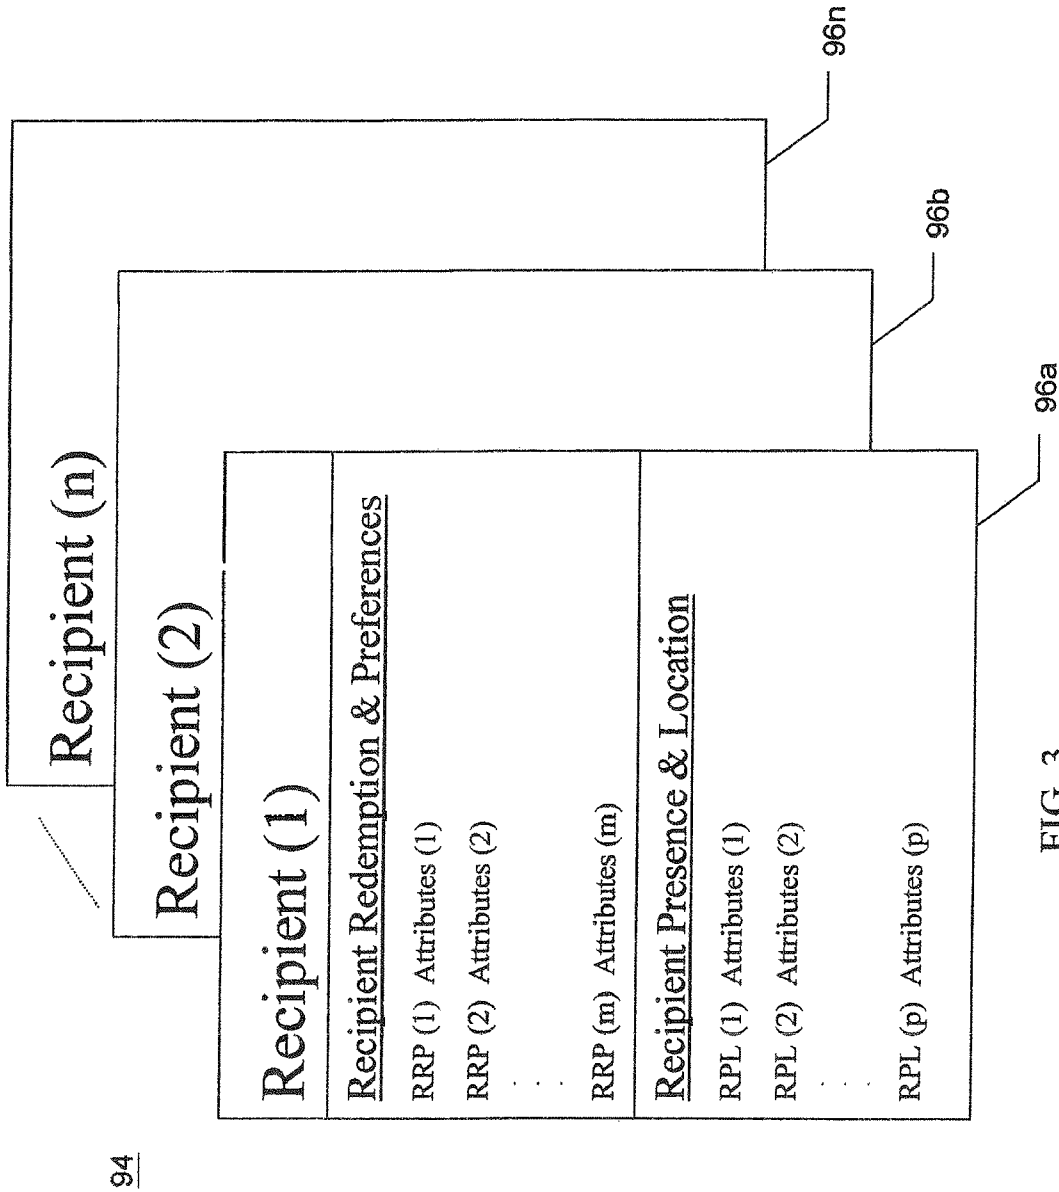 94
Recipient (n)
Recipient (2)
Recipient (1)
Recipient Redemption & Preferences
RRP (1) Attributes (1)
RRP (2) Attributes (2)
. . . .
RRP (m) Attributes (m)
Recipient Presence & Location
RPL (1) Attributes (1)
RPL (2) Attributes (2)
. . . .
RPL (p) Attributes (p)
96n
96b
96a
FIG. 3